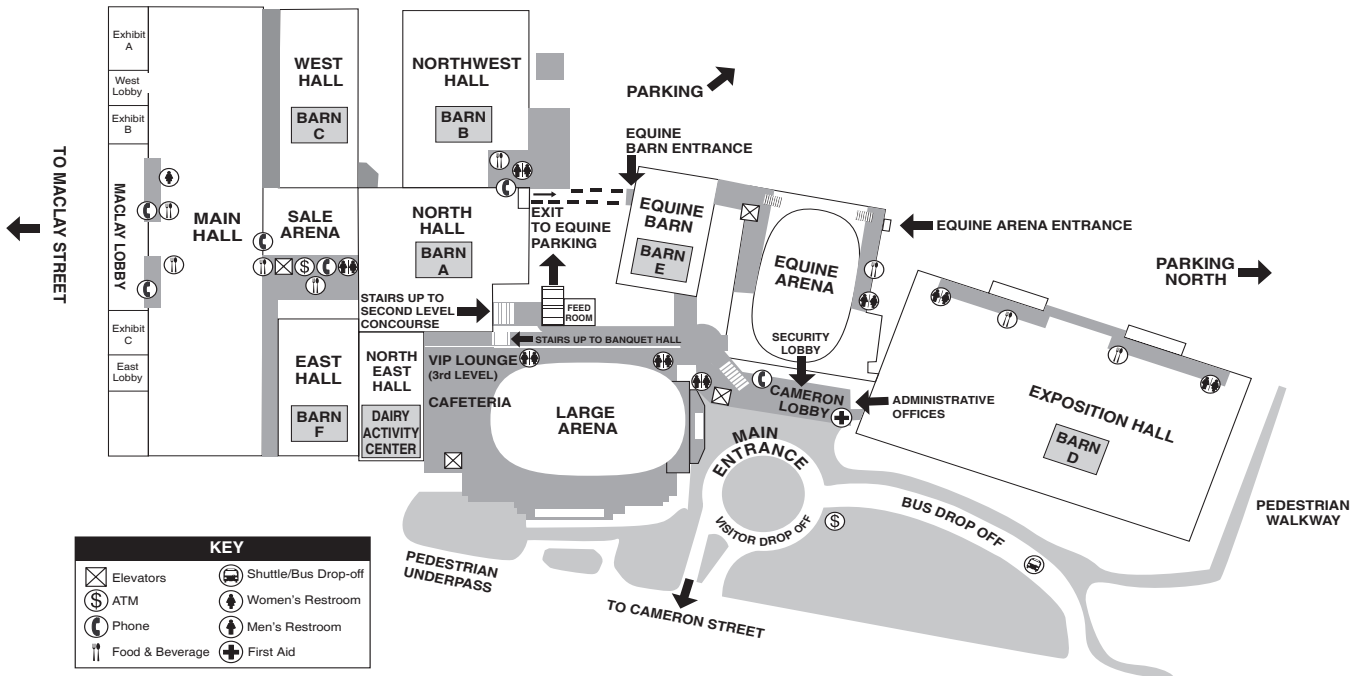 Exhibit
A
West
Lobby
Exhibit
B
MACLAY LOBBY
Exhibit
C
East
Lobby
TO MACLAY STREET
MAIN
HALL
WEST
HALL
BARN
C
NORTHWEST
HALL
BARN
B
SALE
ARENA
NORTH
HALL
BARN
A
EAST
HALL
BARN
F
NORTH
EAST
HALL
DAIRY
ACTIVITY
CENTER
STAIRS UP TO
SECOND LEVEL
CONCOURSE
EXIT
TO EQUINE
PARKING
FEED
ROOM
STAIRS UP TO BANQUET HALL
VIP LOUNGE
(3rd LEVEL)
CAFETERIA
LARGE
ARENA
PARKING
EQUINE
BARN ENTRANCE
EQUINE
BARN
BARN
E
EQUINE
ARENA
EQUINE ARENA ENTRANCE
PARKING
NORTH
SECURITY
LOBBY
CAMERON
LOBBY
ADMINISTRATIVE
OFFICES
EXPOSITION HALL
BARN
D
MAIN
ENTRANCE
VISITOR DROP OFF
$
$
BUS DROP OFF
PEDESTRIAN
WALKWAY
PEDESTRIAN
UNDERPASS
TO CAMERON STREET
KEY
Elevators
Shuttle/Bus Drop-off
$ ATM
Women's Restroom
Phone
Men's Restroom
Food & Beverage
First Aid